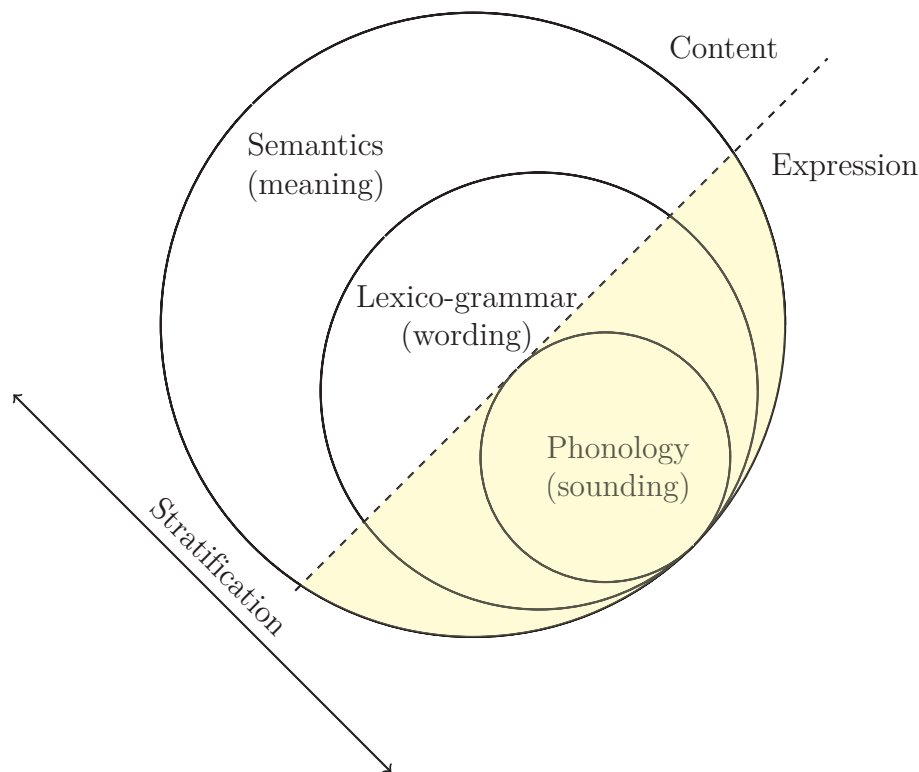 Content
Semantics
(meaning)
Expression
Lexico-grammar
(wording)
Phonology
(sounding)
Stratification